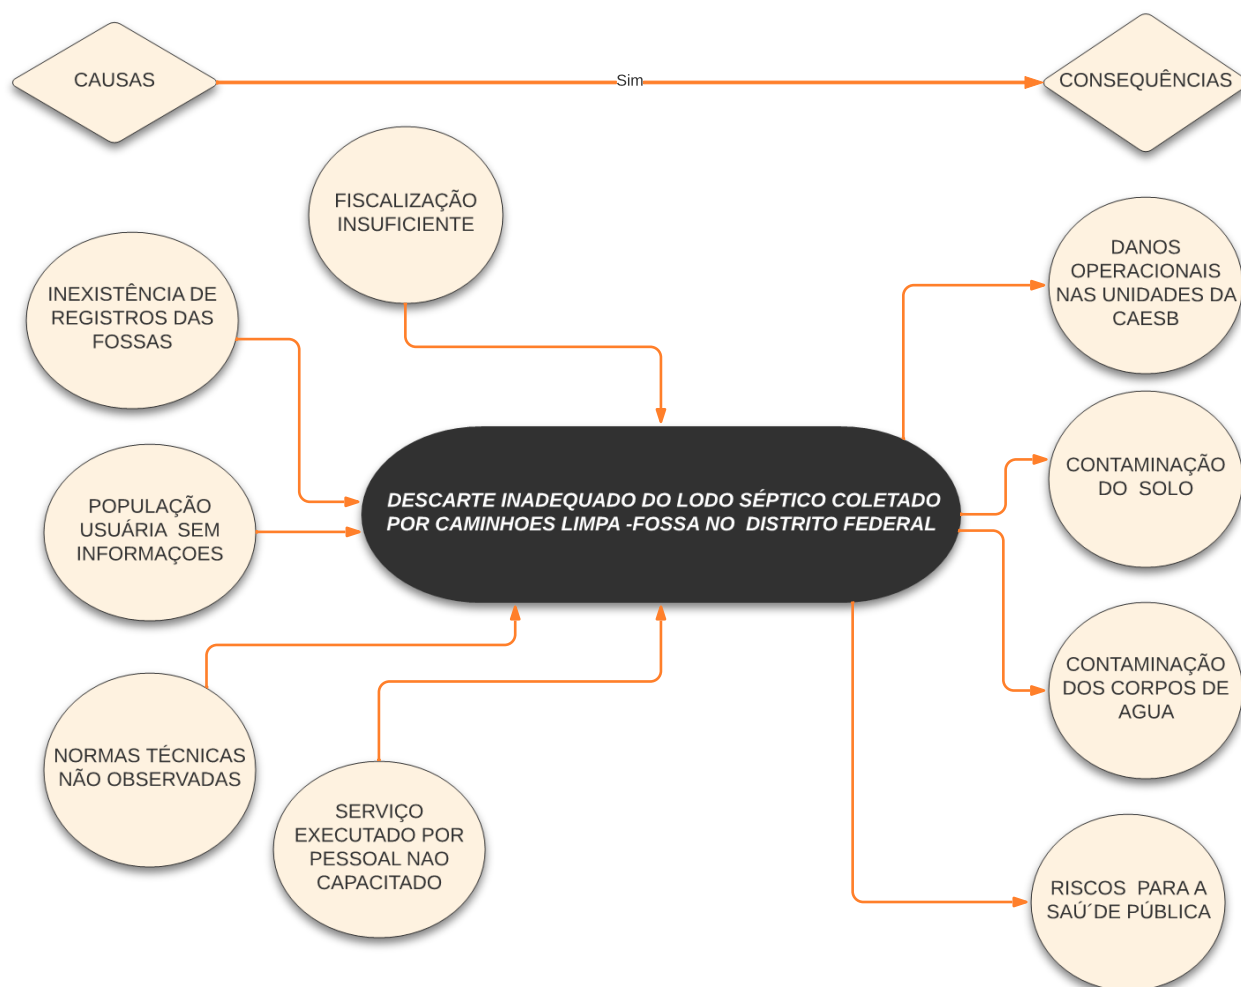 CAUSAS
Sim
CONSEQUÊNCIAS
FISCALIZAÇÃO
INSUFICIENTE
INEXISTÊNCIA DE
REGISTROS DAS
FOSSAS
POPULAÇÃO
USUÁRIA SEM
INFORMAÇOES
NORMAS TÉCNICAS
NÃO OBSERVADAS
SERVIÇO
EXECUTADO POR
PESSOAL NAO
CAPACITADO
DESCARTE INADEQUADO DO LODO SÉPTICO COLETADO
POR CAMINHOES LIMPA -FOSSA NO DISTRITO FEDERAL
DANOS
OPERACIONAIS
NAS UNIDADES DA
CAESB
CONTAMINAÇÃO
DO SOLO
CONTAMINAÇÃO
DOS CORPOS DE
AGUA
RISCOS PARA A
SAÚ´DE PÚBLICA